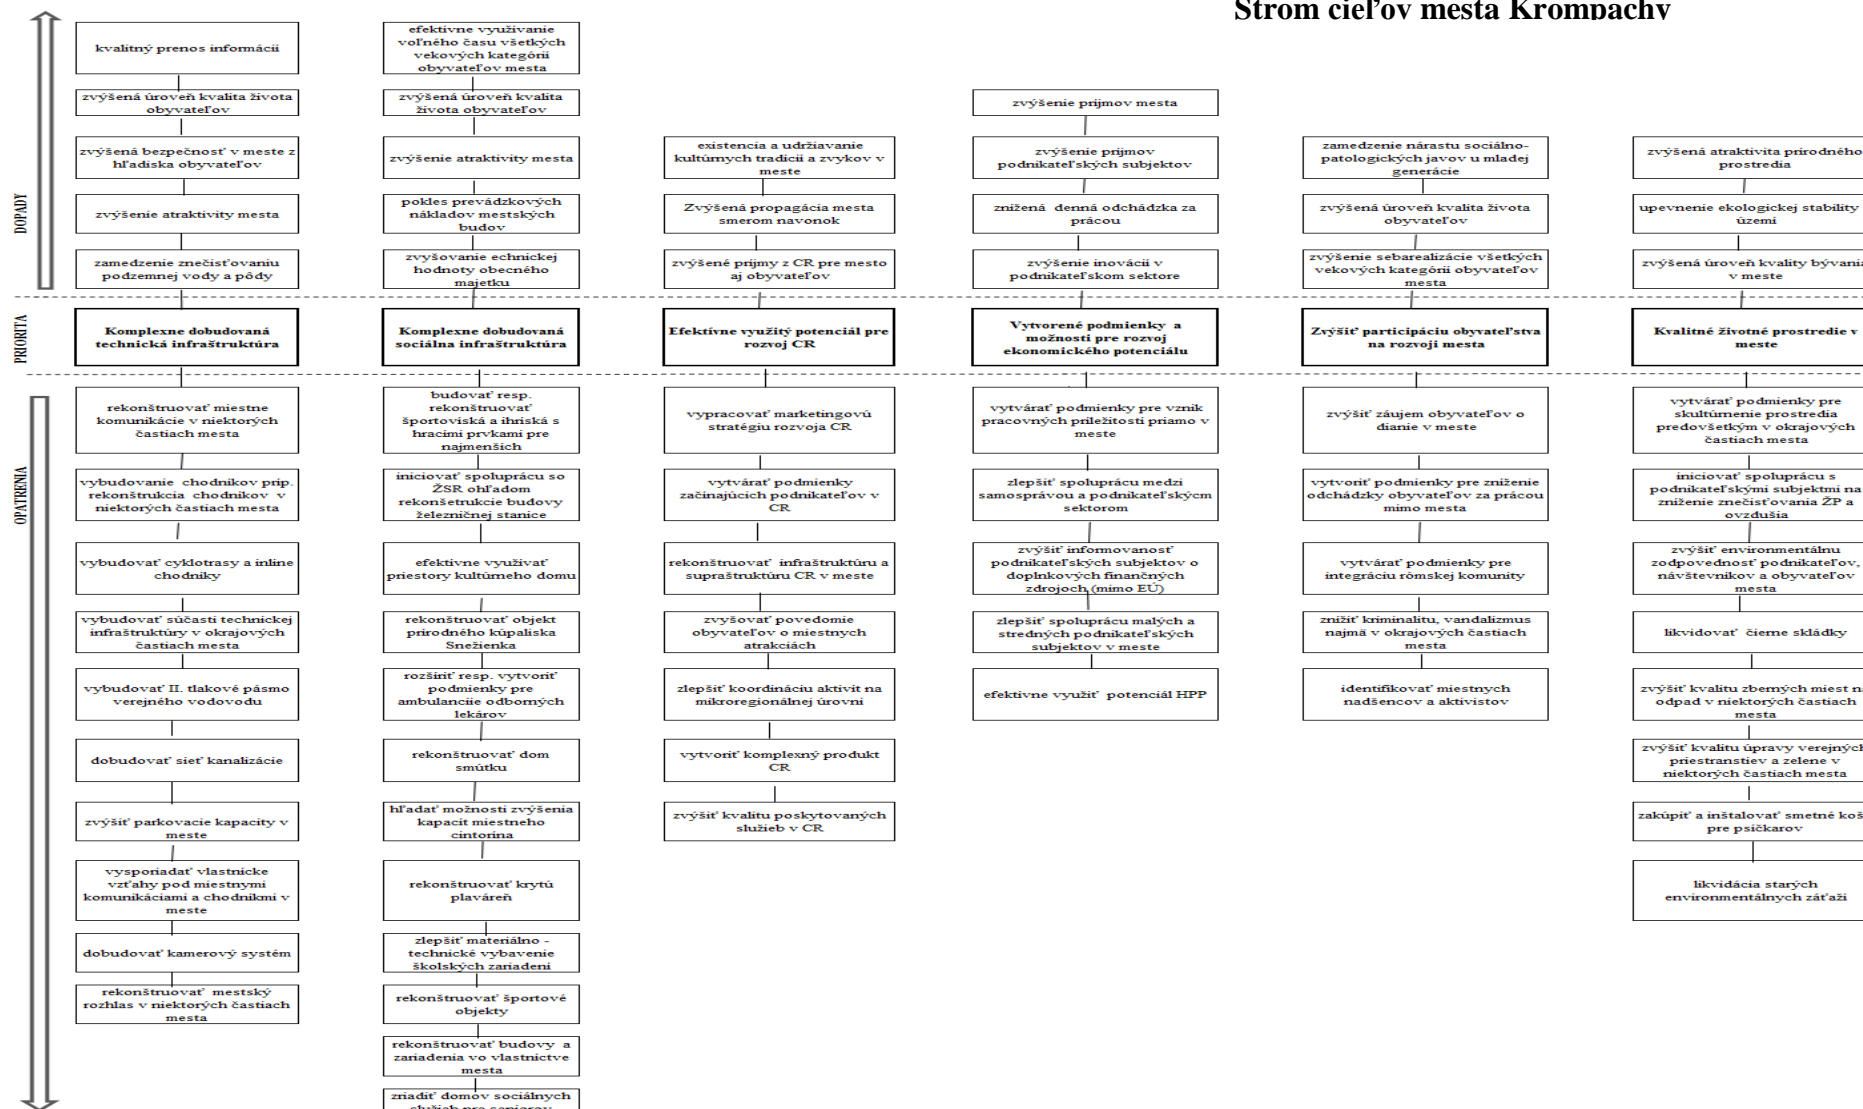 Strom cieľov mesta Krompachy
DOPADY
PRIORITA
OPATRENIA
kvalitný prenos informácií
zvýšená úroveň kvalita života
obyvateľov
zvýšená bezpečnosť v meste z
hľadiska obyvateľov
zvýšenie atraktivity mesta
zamedzenie znečisťovaniu
podzemnej vody a pôdy
Komplexne dobudovaná
technická infraštruktúra
rekonštruovať miestne
komunikácie v niektorých
častiach mesta
vybudovanie chodníkov príp.
rekonštrukcia chodníkov v
niektorých častiach mesta
vybudovať cyklotrasy a inline
chodníky
vybudovať súčasti technickej
infraštruktúry v okrajových
častiach mesta
vybudovať II. tlakové pásmo
verejného vodovodu
dobudovať sieť kanalizácie
zvýšiť parkovacie kapacity v
meste
vysporiadať vlastnícke
vzťahy pod miestnymi
komunikáciami a chodníkmi v
meste
dobudovať kamerový systém
rekonštruovať mestský
rozhlas v niektorých častiach
mesta
efektívne využívanie
voľného času všetkých
vekových kategórií
obyvateľov mesta
zvýšená úroveň kvalita
života obyvateľov
zvýšenie atraktivity mesta
pokles prevádzkových
nákladov mestských
budov
zvyšovanie echnickej
hodnoty obecného
majetku
Komplexne dobudovaná
sociálna infraštruktúra
budovať resp.
rekonštruovať
športoviská a ihriská s
hracími prvkami pre
najmenších
iniciovať spoluprácu so
ŽSR ohľadom
rekonšetrukcie budovy
železničnej stanice
efektívne využívať
priestory kultúrneho domu
rekonštruovať objekt
prírodného kúpaliska
Snežienka
rozšíriť resp. vytvoriť
podmienky pre
ambulanciie odborných
lekárov
rekonštruovať dom
smútku
hľadať možnosti zvýšenia
kapacít miestneho
cintorína
rekonštruovať krytú
plaváreň
zlepšiť materiálno -
technické vybavenie
školských zariadení
rekonštruovať športové
objekty
rekonštruovať budovy a
zariadenia vo vlastníctve
mesta
zriadiť domov sociálnych
služieb pre seniorov
existencia a udržiavanie
kultúrnych tradícií a zvykov v
meste
Zvýšená propagácia mesta
smerom navonok
zvýšené príjmy z CR pre mesto
aj obyvateľov
Efektívne využitý potenciál pre
rozvoj CR
vypracovať marketingovú
stratégiu rozvoja CR
vytvárať podmienky
začínajúcich podnikateľov v
CR
rekonštruovať infraštruktúru a
supraštruktúru CR v meste
zvyšovať povedomie
obyvateľov o miestnych
atrakciách
zlepšiť koordináciu aktivít na
mikroregionálnej úrovni
vytvoriť komplexný produkt
CR
zvýšiť kvalitu poskytovaných
služieb v CR
zvýšenie príjmov mesta
zvýšenie príjmov
podnikateľských subjektov
znížená denná odchádzka za
prácou
zvýšenie inovácií v
podnikateľskom sektore
Vytvorené podmienky a
možnosti pre rozvoj
ekonomického potenciálu
vytvárať podmienky pre vznik
pracovných príležitostí priamo v
meste
zlepšiť spoluprácu medzi
samosprávou a podnikateľskýcm
sektorom
zvýšiť informovanosť
podnikateľských subjektov o
doplnkových finančných
zdrojoch (mimo EÚ)
zlepšiť spoluprácu malých a
stredných podnikateľských
subjektov v meste
efektívne využiť potenciál HPP
zamedzenie nárastu sociálno-
patologických javov u mladej
generácie
zvýšená úroveň kvalita života
obyvateľov
zvýšenie sebarealizácie všetkých
vekových kategórií obyvateľov
mesta
Zvýšiť participáciu obyvateľstva
na rozvoji mesta
zvýšiť záujem obyvateľov o
dianie v meste
vytvoriť podmienky pre zníženie
odchádzky obyvateľov za prácou
mimo mesta
vytvárať podmienky pre
integráciu rómskej komunity
znížiť kriminalitu, vandalizmus
najmä v okrajových častiach
mesta
identifikovať miestnych
nadšencov a aktivistov
zvýšená atraktivita prírodného
prostredia
upevnenie ekologickej stability
území
zvýšená úroveň kvality bývania
v meste
Kvalitné životné prostredie v
meste
vytvárať podmienky pre
skultúrnenie prostredia
predovšetkým v okrajových
častiach mesta
iniciovať spoluprácu s
podnikateľskými subjektmi na
zníženie znečisťovania ŽP a
ovzdušia
zvýšiť environmentálnu
zodpovednosť podnikateľov,
návštevníkov a obyvateľov
mesta
likvidovať čierne skládky
zvýšiť kvalitu zberných miest na
odpad v niektorých častiach
mesta
zvýšiť kvalitu úpravy verejných
priestranstiev a zelene v
niektorých častiach mesta
zakúpiť a inštalovať smetné koš
pre psíčkarov
likvidácia starých
environmentálnych záťaží